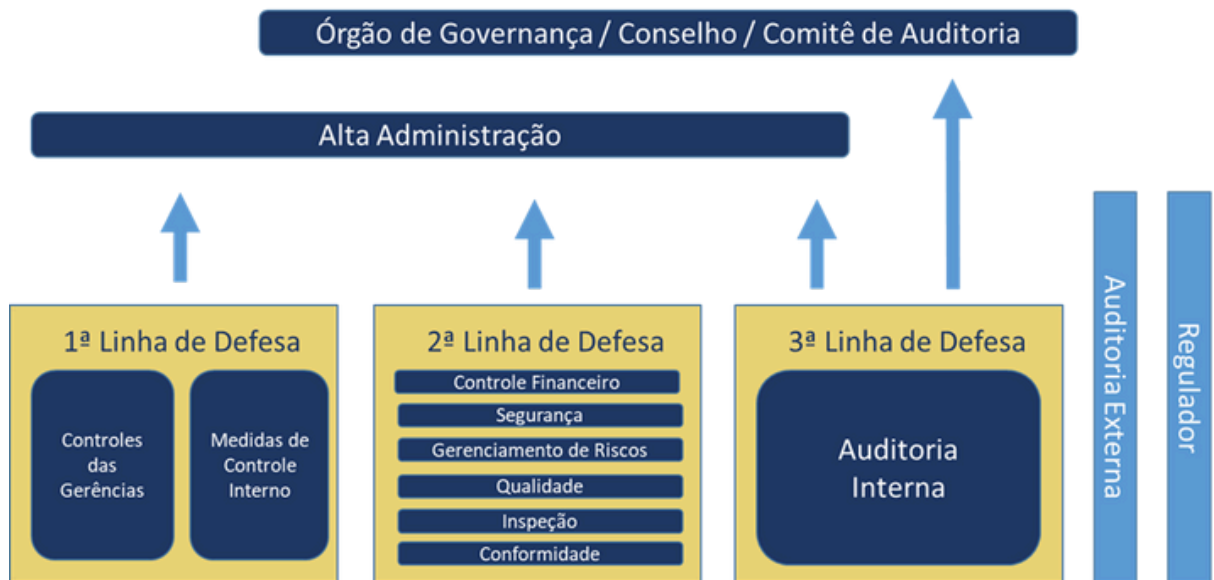 Órgão de Governança / Conselho / Comitê de Auditoria
Alta Administração
1ª Linha de Defesa
Controles
das
Gerências
Medidas de
Controle
Interno
2ª Linha de Defesa
Controle Financeiro
Segurança
Gerenciamento de Riscos
Qualidade
Inspeção
Conformidade
3ª Linha de Defesa
Auditoria
Interna
Auditoria Externa
Regulador